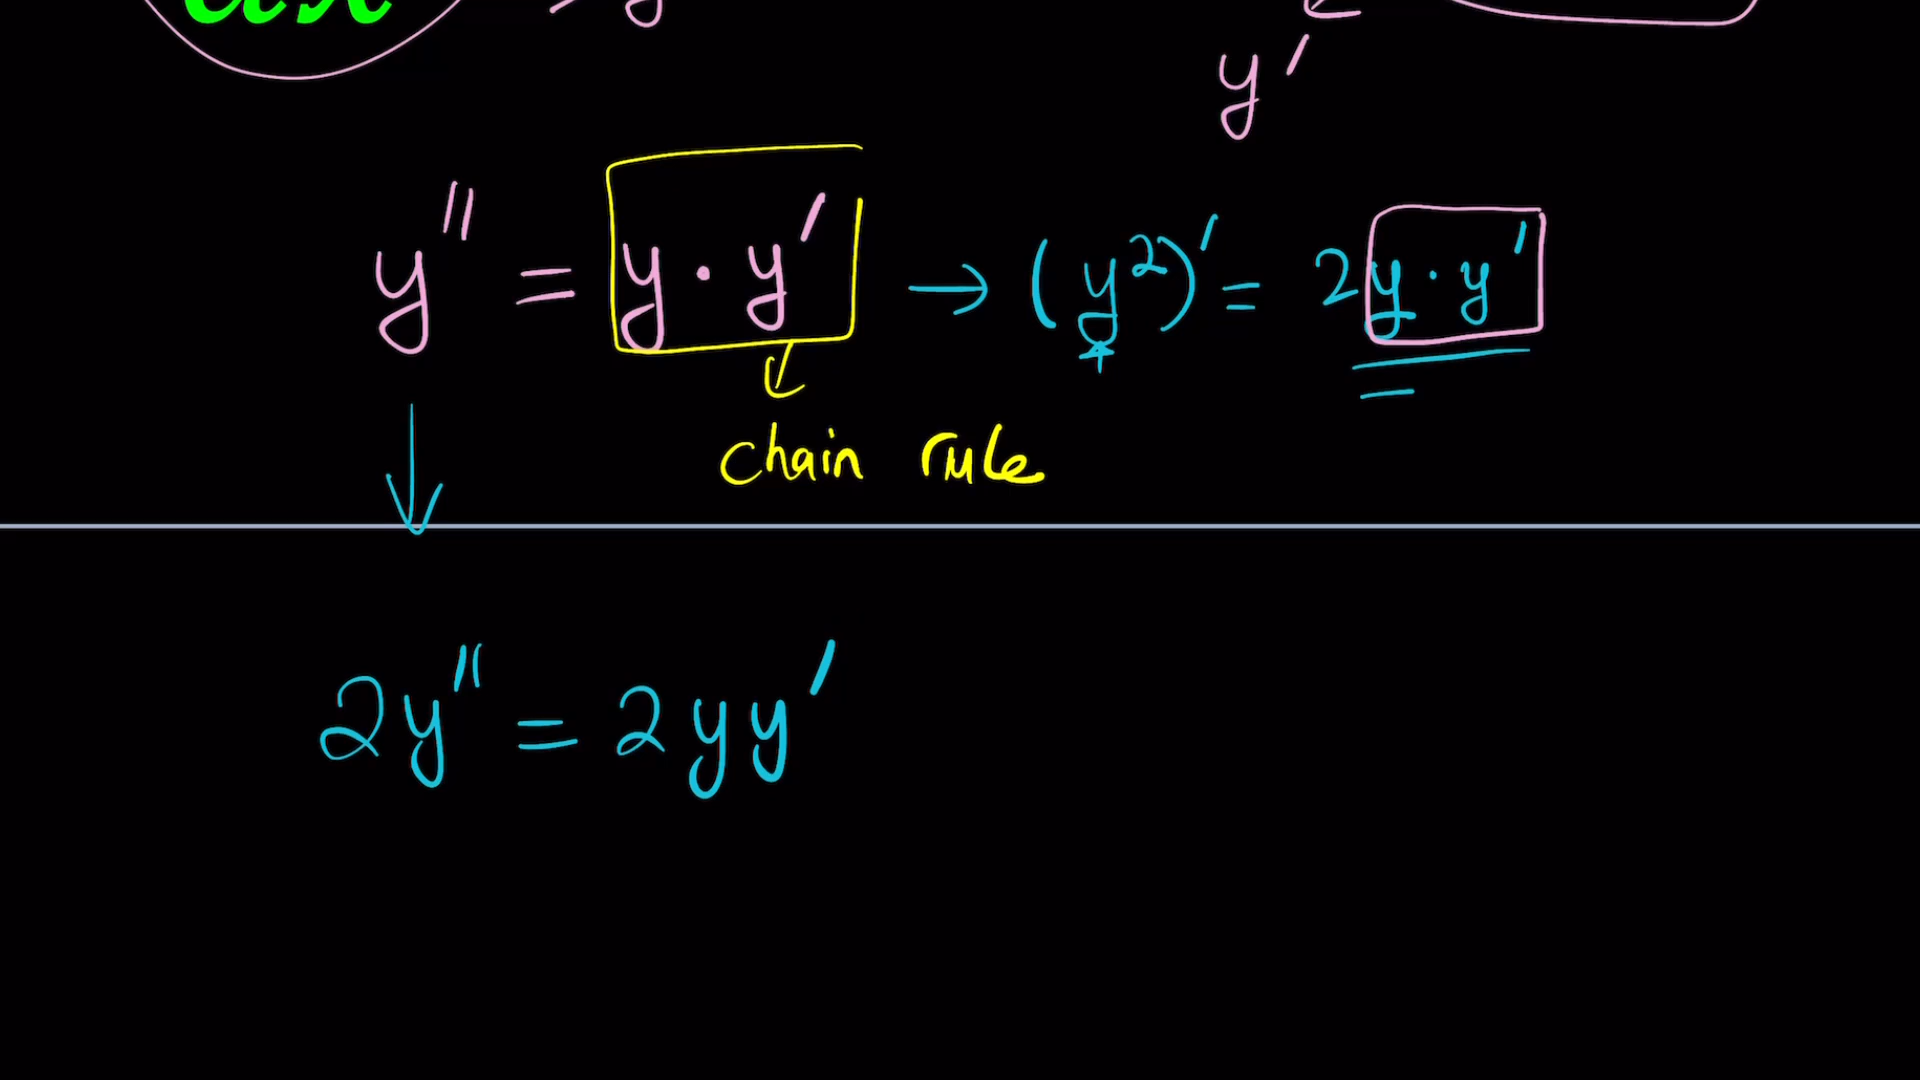 y'
y'' = y · y' → (y²)' = 2y · y'
chain rule
2y'' = 2yy'